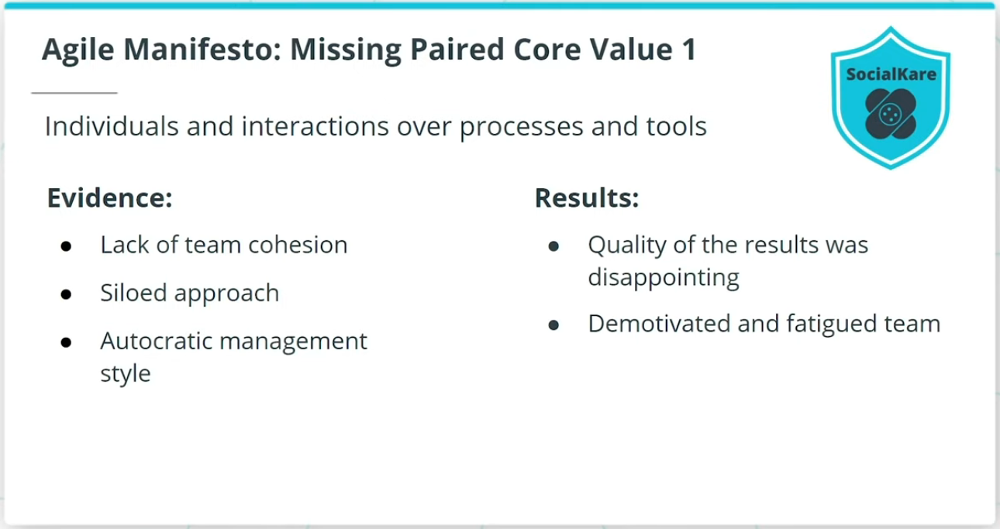 Agile Manifesto: Missing Paired Core Value 1
SocialKare
Individuals and interactions over processes and tools
Evidence:
● Lack of team cohesion
● Siloed approach
● Autocratic management
style
Results:
● Quality of the results was
disappointing
● Demotivated and fatigued team